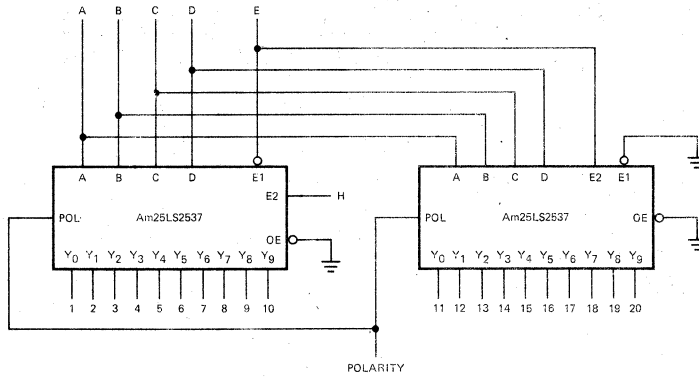 A B C D E
A B C D E1
E2 H
POL Am25LS2537
OE
Y0 Y1 Y2 Y3 Y4 Y5 Y6 Y7 Y8 Y9
1 2 3 4 5 6 7 8 9 10
A B C D E2 E1
POL Am25LS2537 OE
Y0 Y1 Y2 Y3 Y4 Y5 Y6 Y7 Y8 Y9
11 12 13 14 15 16 17 18 19 20
POLARITY